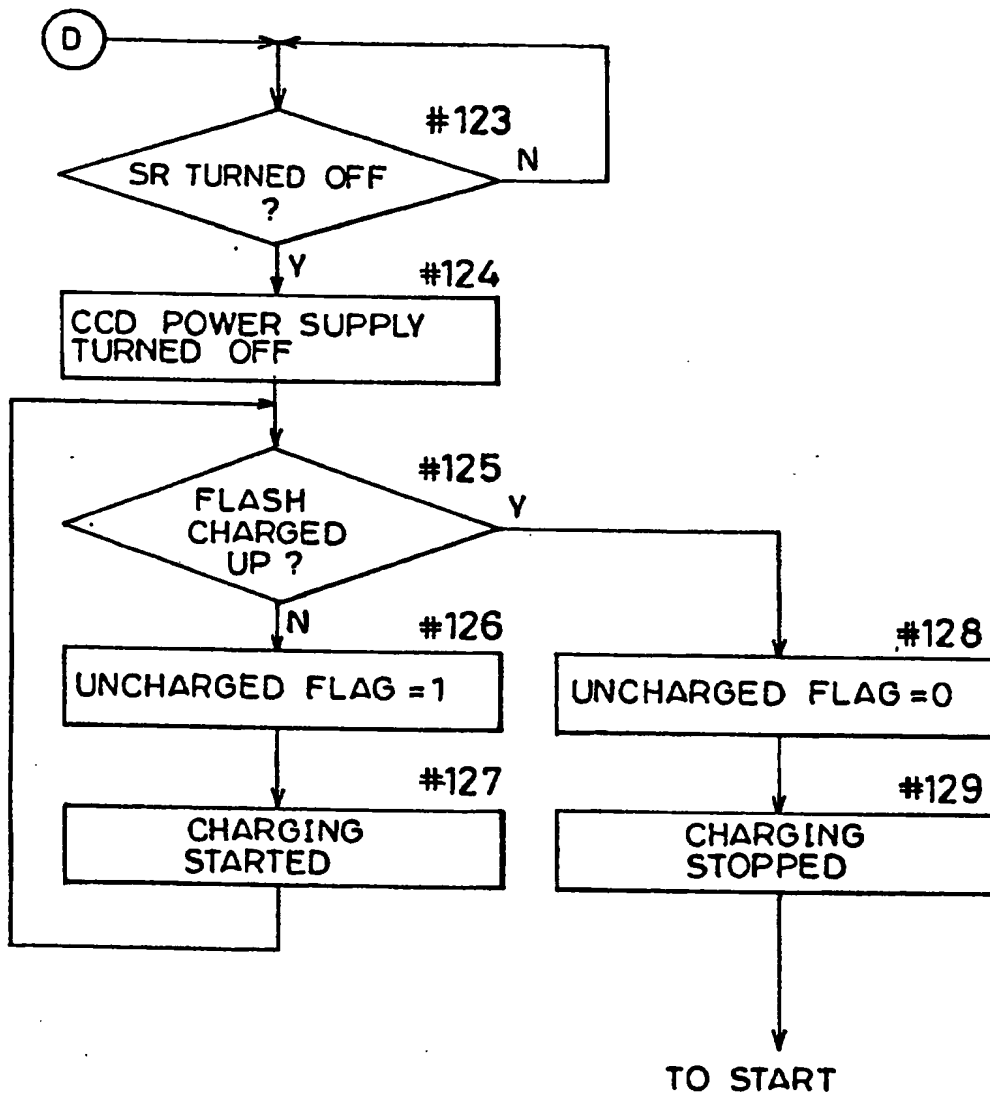 D
#123
SR TURNED OFF
?
N
Y
#124
CCD POWER SUPPLY
TURNED OFF
#125
FLASH
CHARGED
UP ?
Y
N
#126
UNCHARGED FLAG = 1
#128
UNCHARGED FLAG = 0
#127
CHARGING
STARTED
#129
CHARGING
STOPPED
TO START